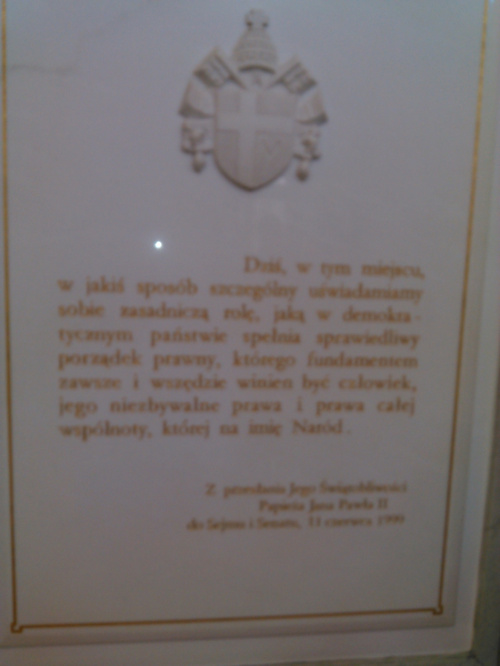 Dziś, w tym miejscu,
w jakiś sposób szczególny uświadamiamy
sobie zasadniczą rolę, jaką w demokra-
tycznym państwie spełnia sprawiedliwy
porządek prawny, którego fundamentem
zawsze i wszędzie winien być człowiek,
jego niezbywalne prawa i prawa całej
wspólnoty, której na imię Naród.
Z przesłania Jego Świątobliwości
Papieża Jana Pawła II
do Sejmu i Senatu, 11 czerwca 1999